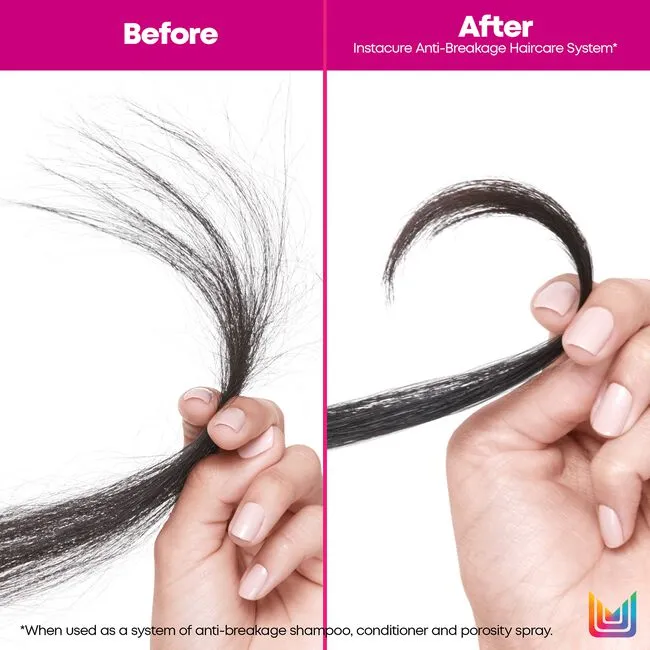 Before
After
Instacure Anti-Breakage Haircare System*
*When used as a system of anti-breakage shampoo, conditioner and porosity spray.